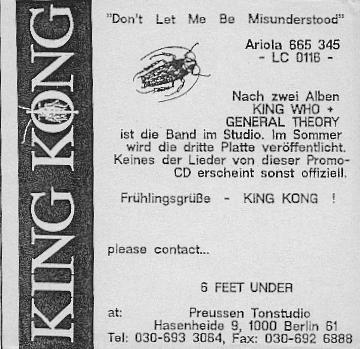 KING KONG
"Don't Let Me Be Misunderstood"
Ariola 665 345
- LC 0116 -
Nach zwei Alben
KING WHO +
GENERAL THEORY
ist die Band im Studio. Im Sommer
wird die dritte Platte veröffentlicht.
Keines der Lieder von dieser Promo-
CD erscheint sonst offiziell.
Frühlingsgrüße - KING KONG !
please contact...
6 FEET UNDER
at: Preussen Tonstudio
Hasenheide 9, 1000 Berlin 61
Tel: 030-693 3064, Fax: 030-692 6888